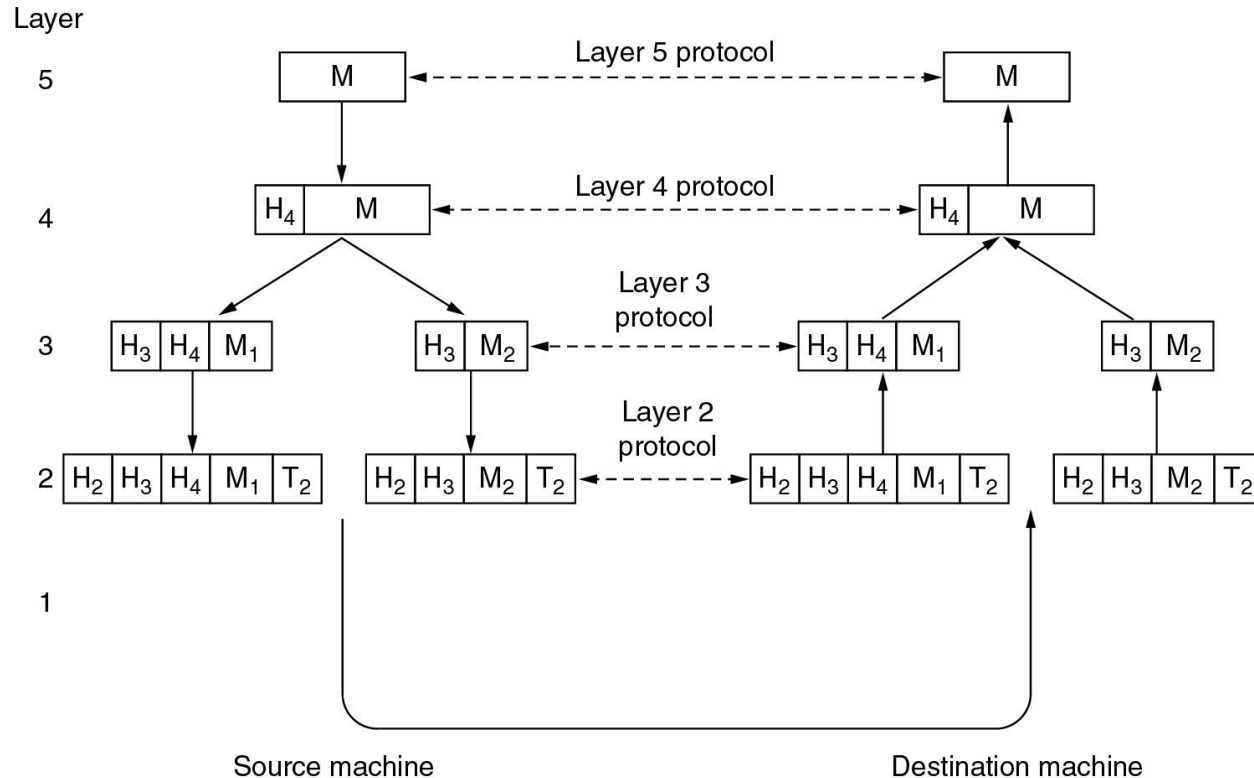 Layer
5
M
Layer 5 protocol
M
4
H₄ M
Layer 4 protocol
H₄ M
3
H₃ H₄ M₁
H₃ M₂
Layer 3
protocol
H₃ H₄ M₁
H₃ M₂
2
H₂ H₃ H₄ M₁ T₂
H₂ H₃ M₂ T₂
Layer 2
protocol
H₂ H₃ H₄ M₁ T₂
H₂ H₃ M₂ T₂
1
Source machine
Destination machine